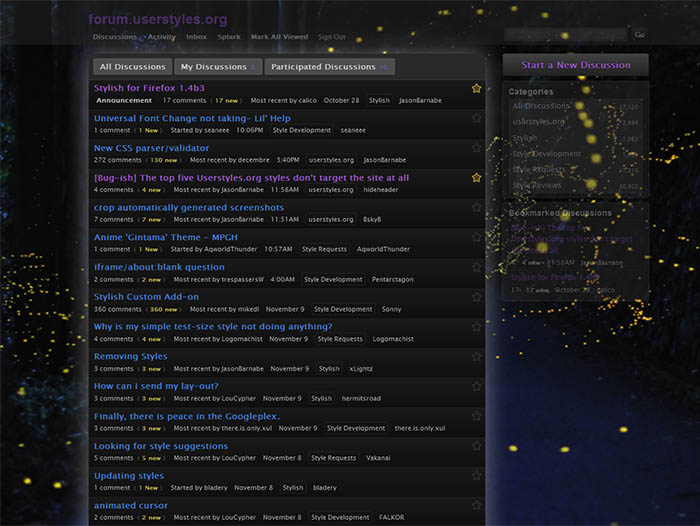 forum.userstyles.org
Discussions Activity Inbox Splark Mark All Viewed Sign Out
Go
All Discussions My Discussions Participated Discussions
Stylish for Firefox 1.4b3
Announcement 17 comments ( 17 new ) Most recent by calico October 28 Stylish JasonBarnabe
Universal Font Change not taking- Lil' Help
1 comment ( 1 New ) Started by seaneee 10:06PM Style Development seaneee
New CSS parser/validator
272 comments ( 130 new ) Most recent by decembre 3:40PM userstyles.org JasonBarnabe
[Bug-ish] The top five Userstyles.org styles don't target the site at all
4 comments ( 4 new ) Most recent by JasonBarnabe 11:58AM userstyles.org hideheader
crop automatically generated screenshots
7 comments ( 7 new ) Most recent by JasonBarnabe 11:51AM userstyles.org Bsky8
Anime 'Gintama' Theme - MPGH
1 comment ( 1 New ) Started by AqworldThunder 10:57AM Style Requests AqworldThunder
iframe/about:blank question
2 comments ( 2 new ) Most recent by trespassersW 4:00AM Style Development Pentarctagon
Stylish Custom Add-on
360 comments ( 360 new ) Most recent by mikedl November 9 Style Development Sonny
Why is my simple test-size style not doing anything?
4 comments ( 4 new ) Most recent by Logomachist November 9 Style Requests Logomachist
Removing Styles
3 comments ( 3 new ) Most recent by JasonBarnabe November 9 Stylish xLightz
How can I send my lay-out?
3 comments ( 3 new ) Most recent by LouCypher November 9 Stylish hermitsroad
Finally, there is peace in the Googleplex.
3 comments ( 3 new ) Most recent by there.is.only.xul November 9 Style Development there.is.only.xul
Looking for style suggestions
5 comments ( 5 new ) Most recent by LouCypher November 8 Style Requests Vakanai
Updating styles
1 comment ( 1 New ) Started by bladery November 8 Stylish bladery
animated cursor
2 comments ( 2 new ) Most recent by LouCypher November 8 Style Development FALKOR
Start a New Discussion
Categories
All Discussions
userstyles.org
Stylish
Style Development
Style Requests
Style Reviews
Bookmarked Discussions
[Bug-ish] The top five
Userstyles.org styles don't target
11:58AM JasonBarnabe
Stylish for Firefox 1.4b3
17 October 28 calico